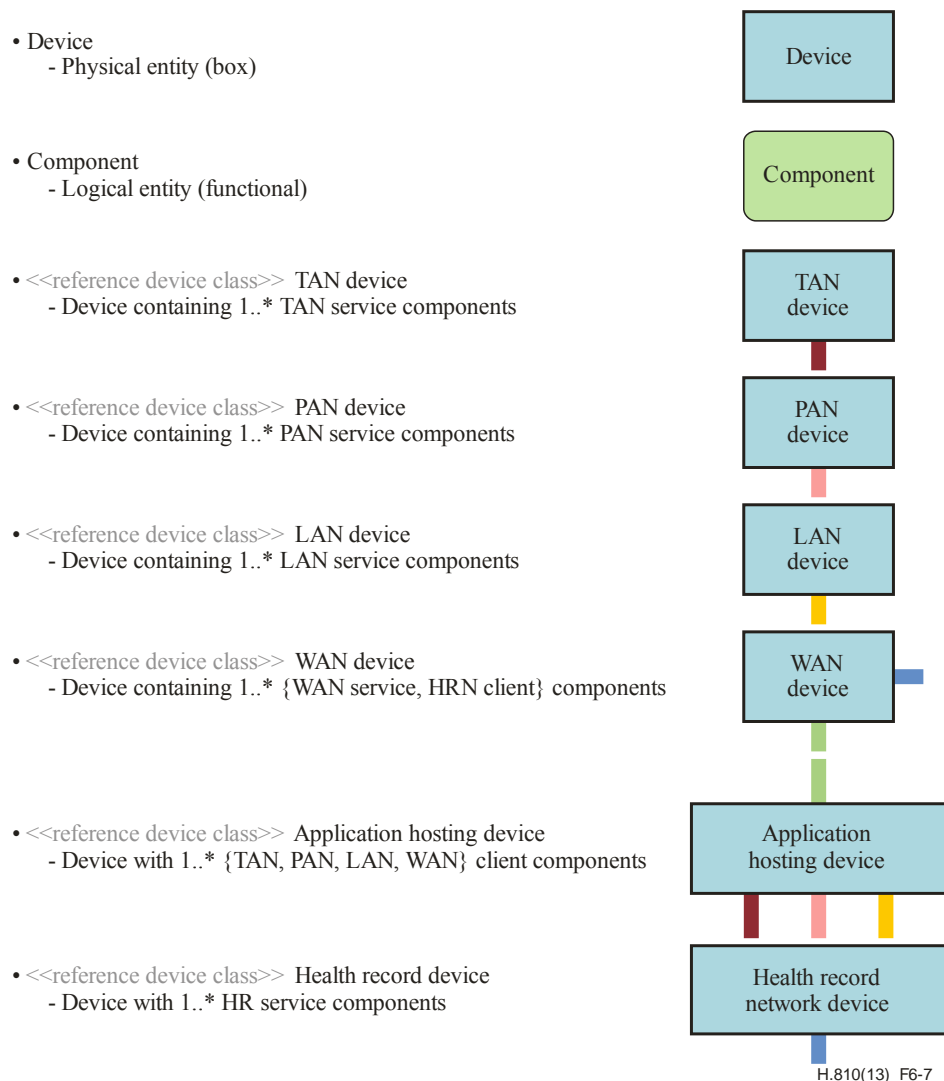 • Device
- Physical entity (box)
Device
• Component
- Logical entity (functional)
Component
• <<reference device class>> TAN device
- Device containing 1..* TAN service components
TAN
device
• <<reference device class>> PAN device
- Device containing 1..* PAN service components
PAN
device
• <<reference device class>> LAN device
- Device containing 1..* LAN service components
LAN
device
• <<reference device class>> WAN device
- Device containing 1..* {WAN service, HRN client} components
WAN
device
• <<reference device class>> Application hosting device
- Device with 1..* {TAN, PAN, LAN, WAN} client components
Application
hosting device
• <<reference device class>> Health record device
- Device with 1..* HR service components
Health record
network device
H.810(13)_F6-7